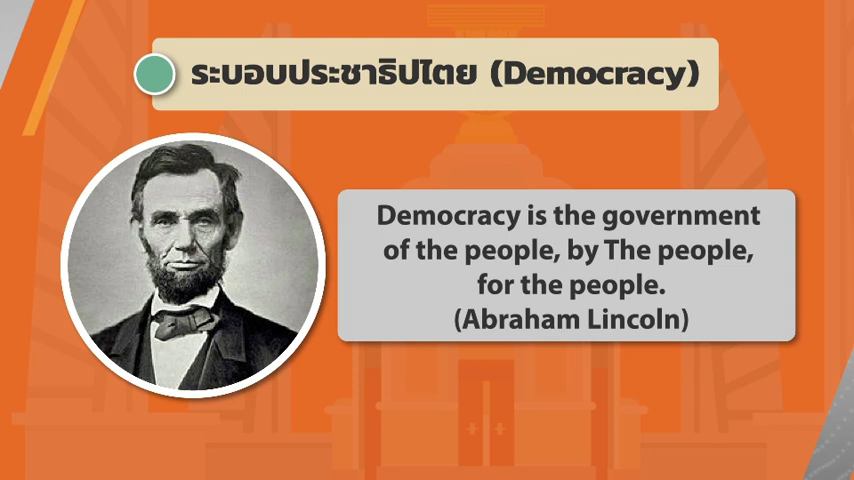 ระบอบประชาธิปไตย (Democracy)
Democracy is the government
of the people, by The people,
for the people.
(Abraham Lincoln)